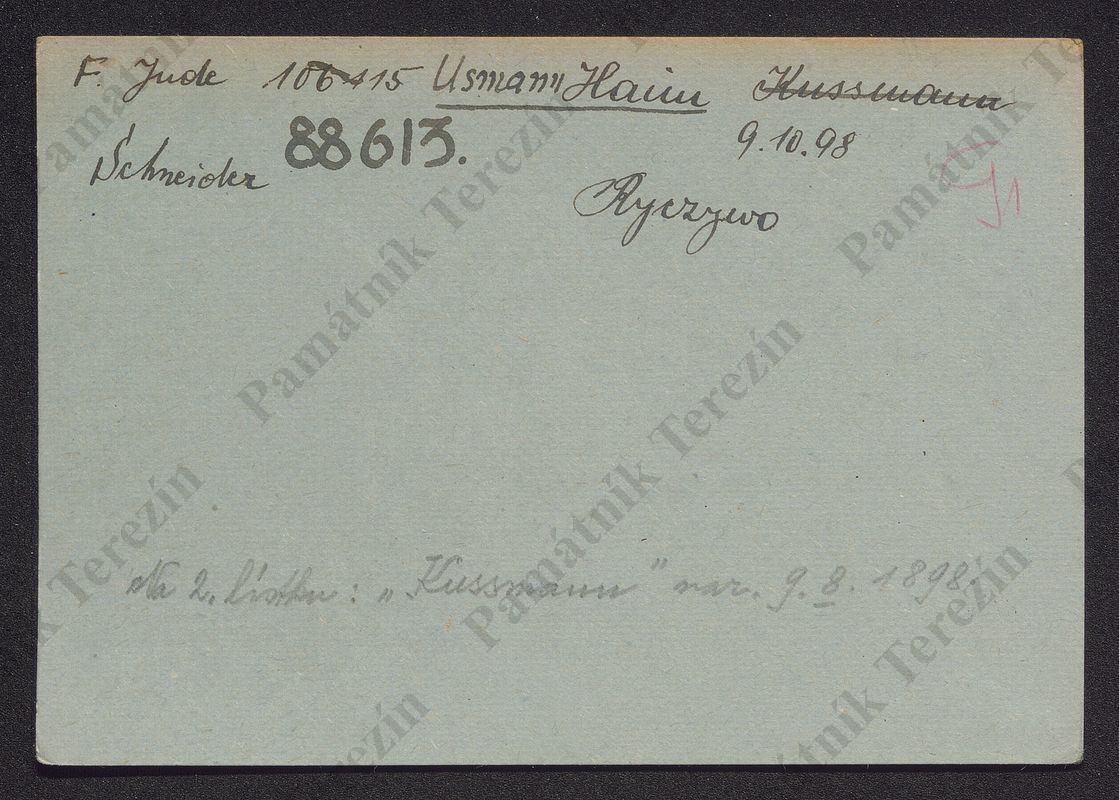 F. Jude 106415 Usmann Haim Kussmann
Schneider 88613. 9.10.98
Ryczywo
Na 2. lístku: „Kussmann" nar. 9.8.1898.
Památník Terezín